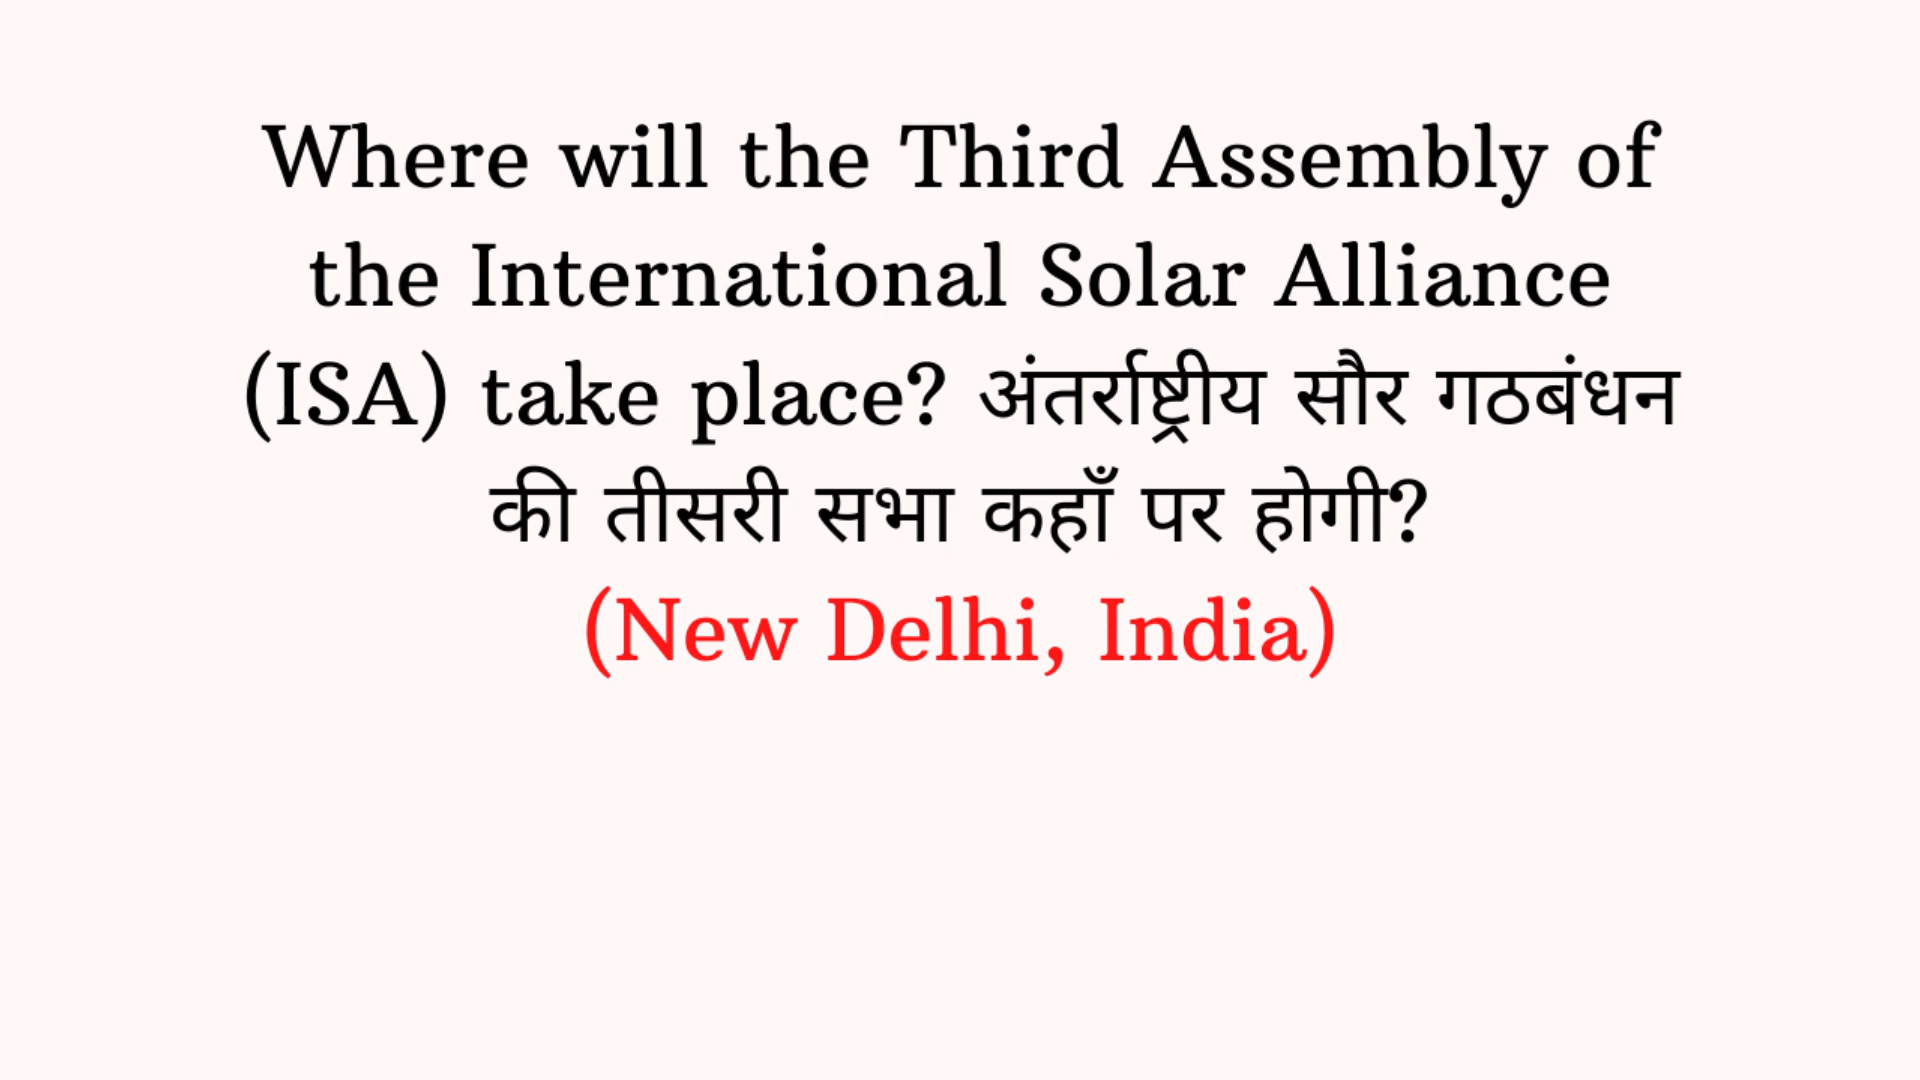 Where will the Third Assembly of
the International Solar Alliance
(ISA) take place? अंतर्राष्ट्रीय सौर गठबंधन
की तीसरी सभा कहाँ पर होगी?
(New Delhi, India)